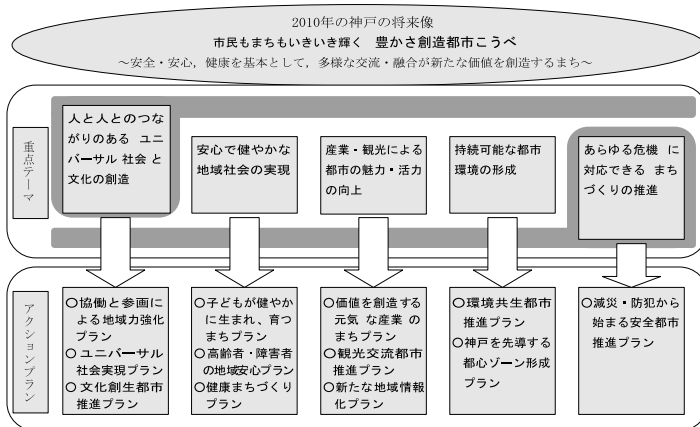 2010年の神戸の将来像
市民もまちもいきいき輝く 豊かさ創造都市こうべ
～安全・安心，健康を基本として，多様な交流・融合が新たな価値を創造するまち～
重点テーマ
人と人とのつな
がりのある ユニ
バーサル 社会 と
文化の創造
安心で健やかな
地域社会の実現
産業・観光による
都市の魅力・活力
の向上
持続可能な都市
環境の形成
あらゆる危機 に
対応できる まち
づくりの推進
アクションプラン
○協働と参画に
よる地域力強化
プラン
○ ユニバーサル
社会実現プラン
○文化創生都市
推進プラン
○子どもが健やか
に生まれ、育つ
まちプラン
○高齢者・障害者
の地域安心プラン
○健康まちづくり
プラン
○価値を創造する
元気 な産業 の
まちプラン
○観光交流都市
推進プラン
○新たな地域情報
化プラン
○環境共生都市
推進プラン
○神戸を先導する
都心ゾーン形成
プラン
○減災・防犯から
始まる安全都市
推進プラン